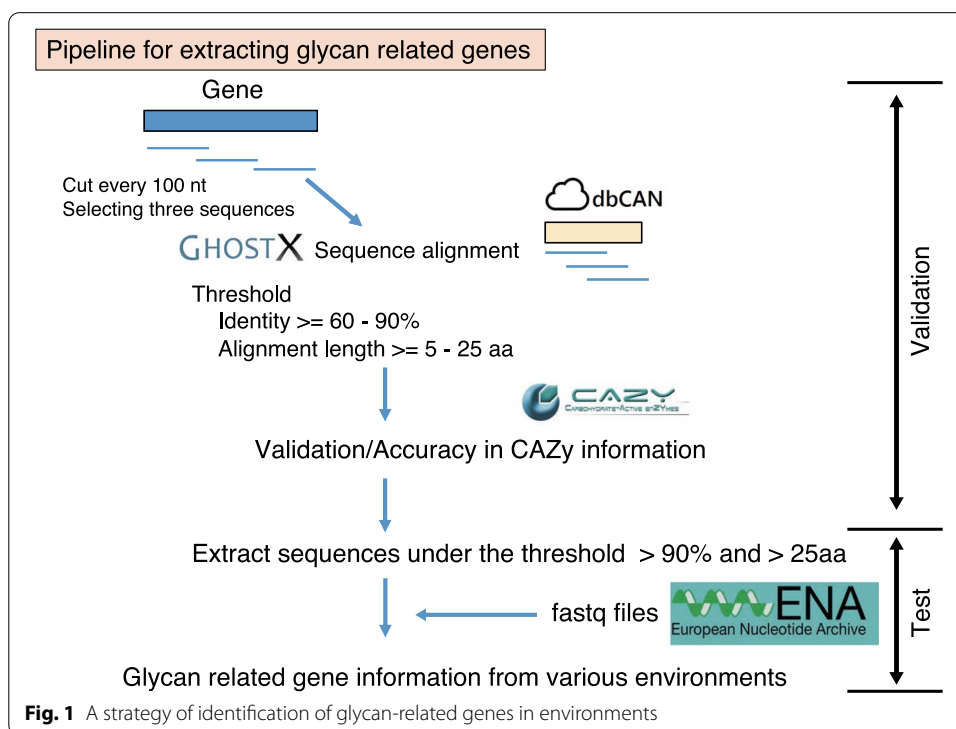 Pipeline for extracting glycan related genes
Gene
Cut every 100 nt
Selecting three sequences
dbCAN
GHOSTX Sequence alignment
Threshold
Identity >= 60 - 90%
Alignment length >= 5 - 25 aa
CAZY
CARBOHYDRATE-ACTIVE ENZYMES
Validation/Accuracy in CAZy information
Validation
Extract sequences under the threshold > 90% and > 25aa
fastq files
ENA
European Nucleotide Archive
Test
Glycan related gene information from various environments
Fig. 1 A strategy of identification of glycan-related genes in environments